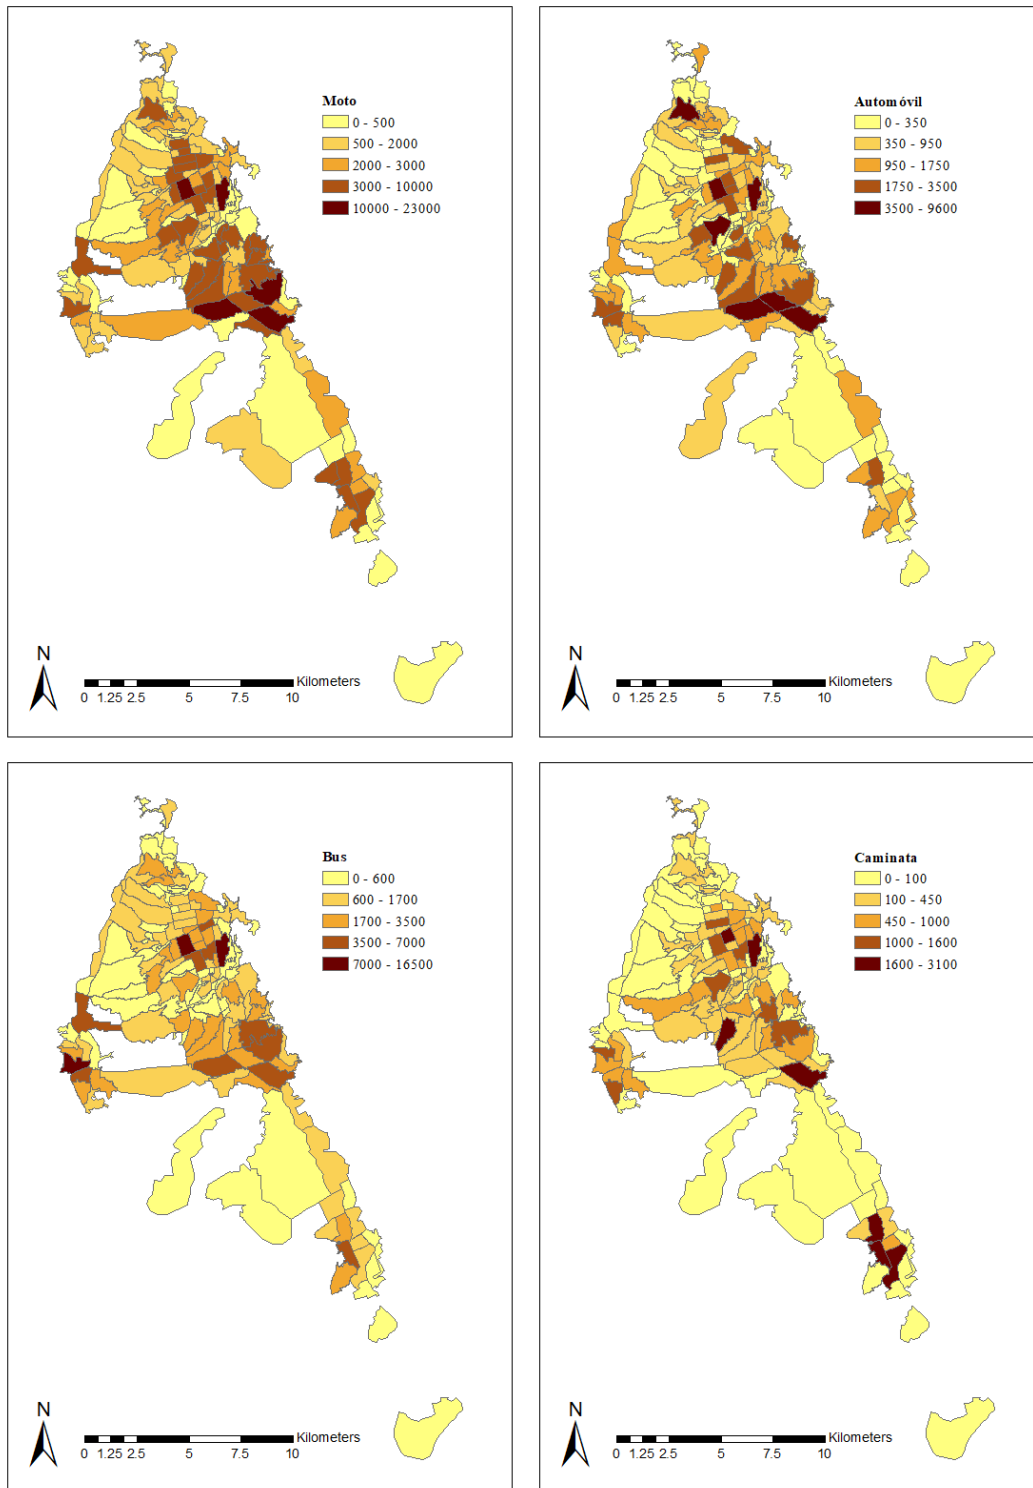 Moto
0 - 500
500 - 2000
2000 - 3000
3000 - 10000
10000 - 23000
N
Kilometers
0 1.25 2.5 5 7.5 10
Automóvil
0 - 350
350 - 950
950 - 1750
1750 - 3500
3500 - 9600
N
Kilometers
0 1.25 2.5 5 7.5 10
Bus
0 - 600
600 - 1700
1700 - 3500
3500 - 7000
7000 - 16500
N
Kilometers
0 1.25 2.5 5 7.5 10
Caminata
0 - 100
100 - 450
450 - 1000
1000 - 1600
1600 - 3100
N
Kilometers
0 1.25 2.5 5 7.5 10